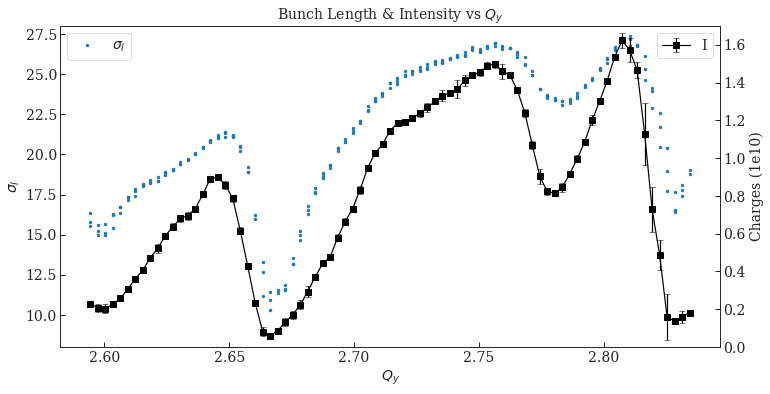 Bunch Length & Intensity vs Qy
σl
I
27.5
25.0
22.5
20.0
17.5
15.0
12.5
10.0
σl
1.6
1.4
1.2
1.0
0.8
0.6
0.4
0.2
0.0
Charges (1e10)
2.60 2.65 2.70 2.75 2.80
Qy